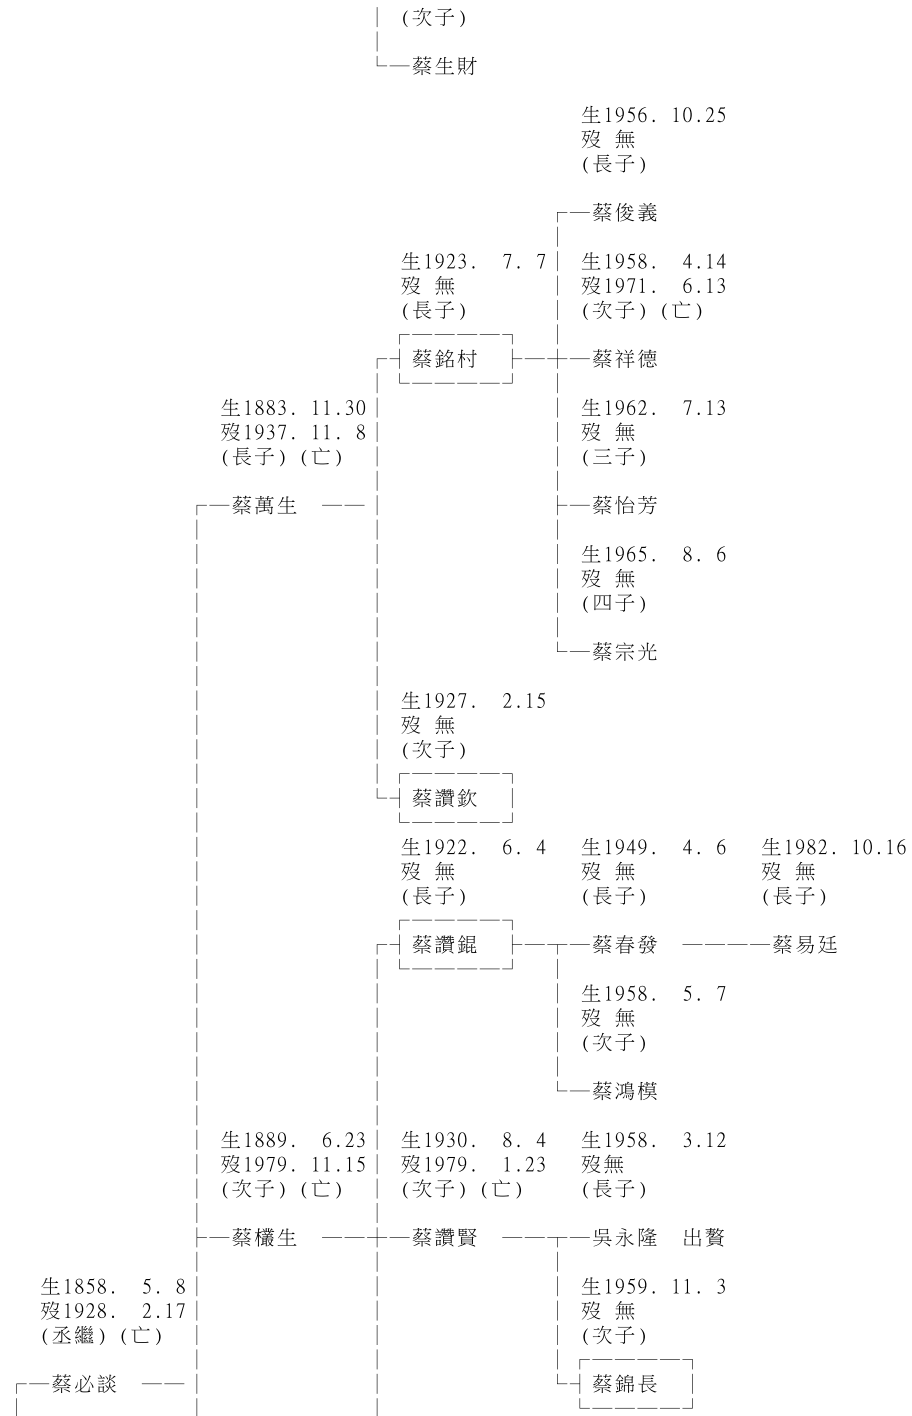 (次子)
蔡生財
生1956. 10.25
歿 無
(長子)
蔡俊義
生1923. 7. 7 生1958. 4.14
歿 無 歿1971. 6.13
(長子) (次子)(亡)
蔡銘村 蔡祥德
生1883. 11.30 生1962. 7.13
歿1937. 11. 8 歿 無
(長子)(亡) (三子)
蔡萬生 蔡怡芳
生1965. 8. 6
歿 無
(四子)
蔡宗光
生1927. 2.15
歿 無
(次子)
蔡讚欽
生1922. 6. 4 生1949. 4. 6 生1982. 10.16
歿 無 歿 無 歿 無
(長子) (長子) (長子)
蔡讚錕 蔡春發 蔡易廷
生1958. 5. 7
歿 無
(次子)
蔡鴻模
生1889. 6.23 生1930. 8. 4 生1958. 3.12
歿1979. 11.15 歿1979. 1.23 歿無
(次子)(亡) (次子)(亡) (長子)
蔡欉生 蔡讚賢 吳永隆 出贅
生1858. 5. 8 生1959. 11. 3
歿1928. 2.17 歿 無
(丞繼)(亡) (次子)
蔡必談 蔡錦長